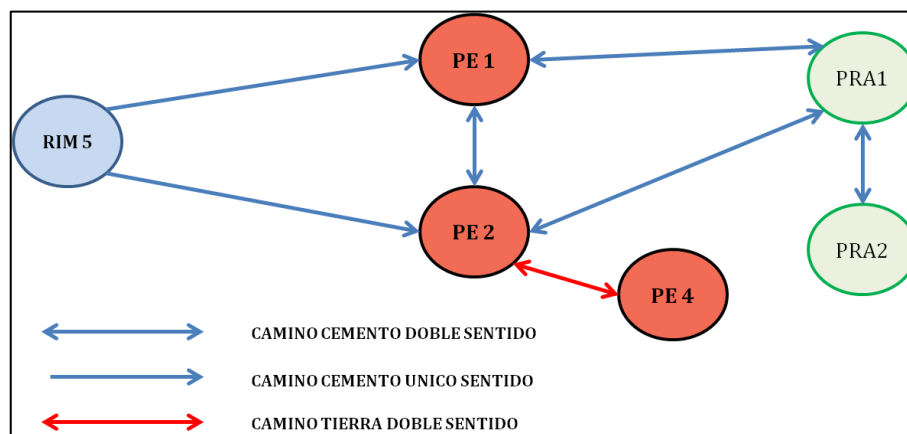 PE 1
PRA1
RIM 5
PE 2
PRA2
PE 4
CAMINO CEMENTO DOBLE SENTIDO
CAMINO CEMENTO UNICO SENTIDO
CAMINO TIERRA DOBLE SENTIDO